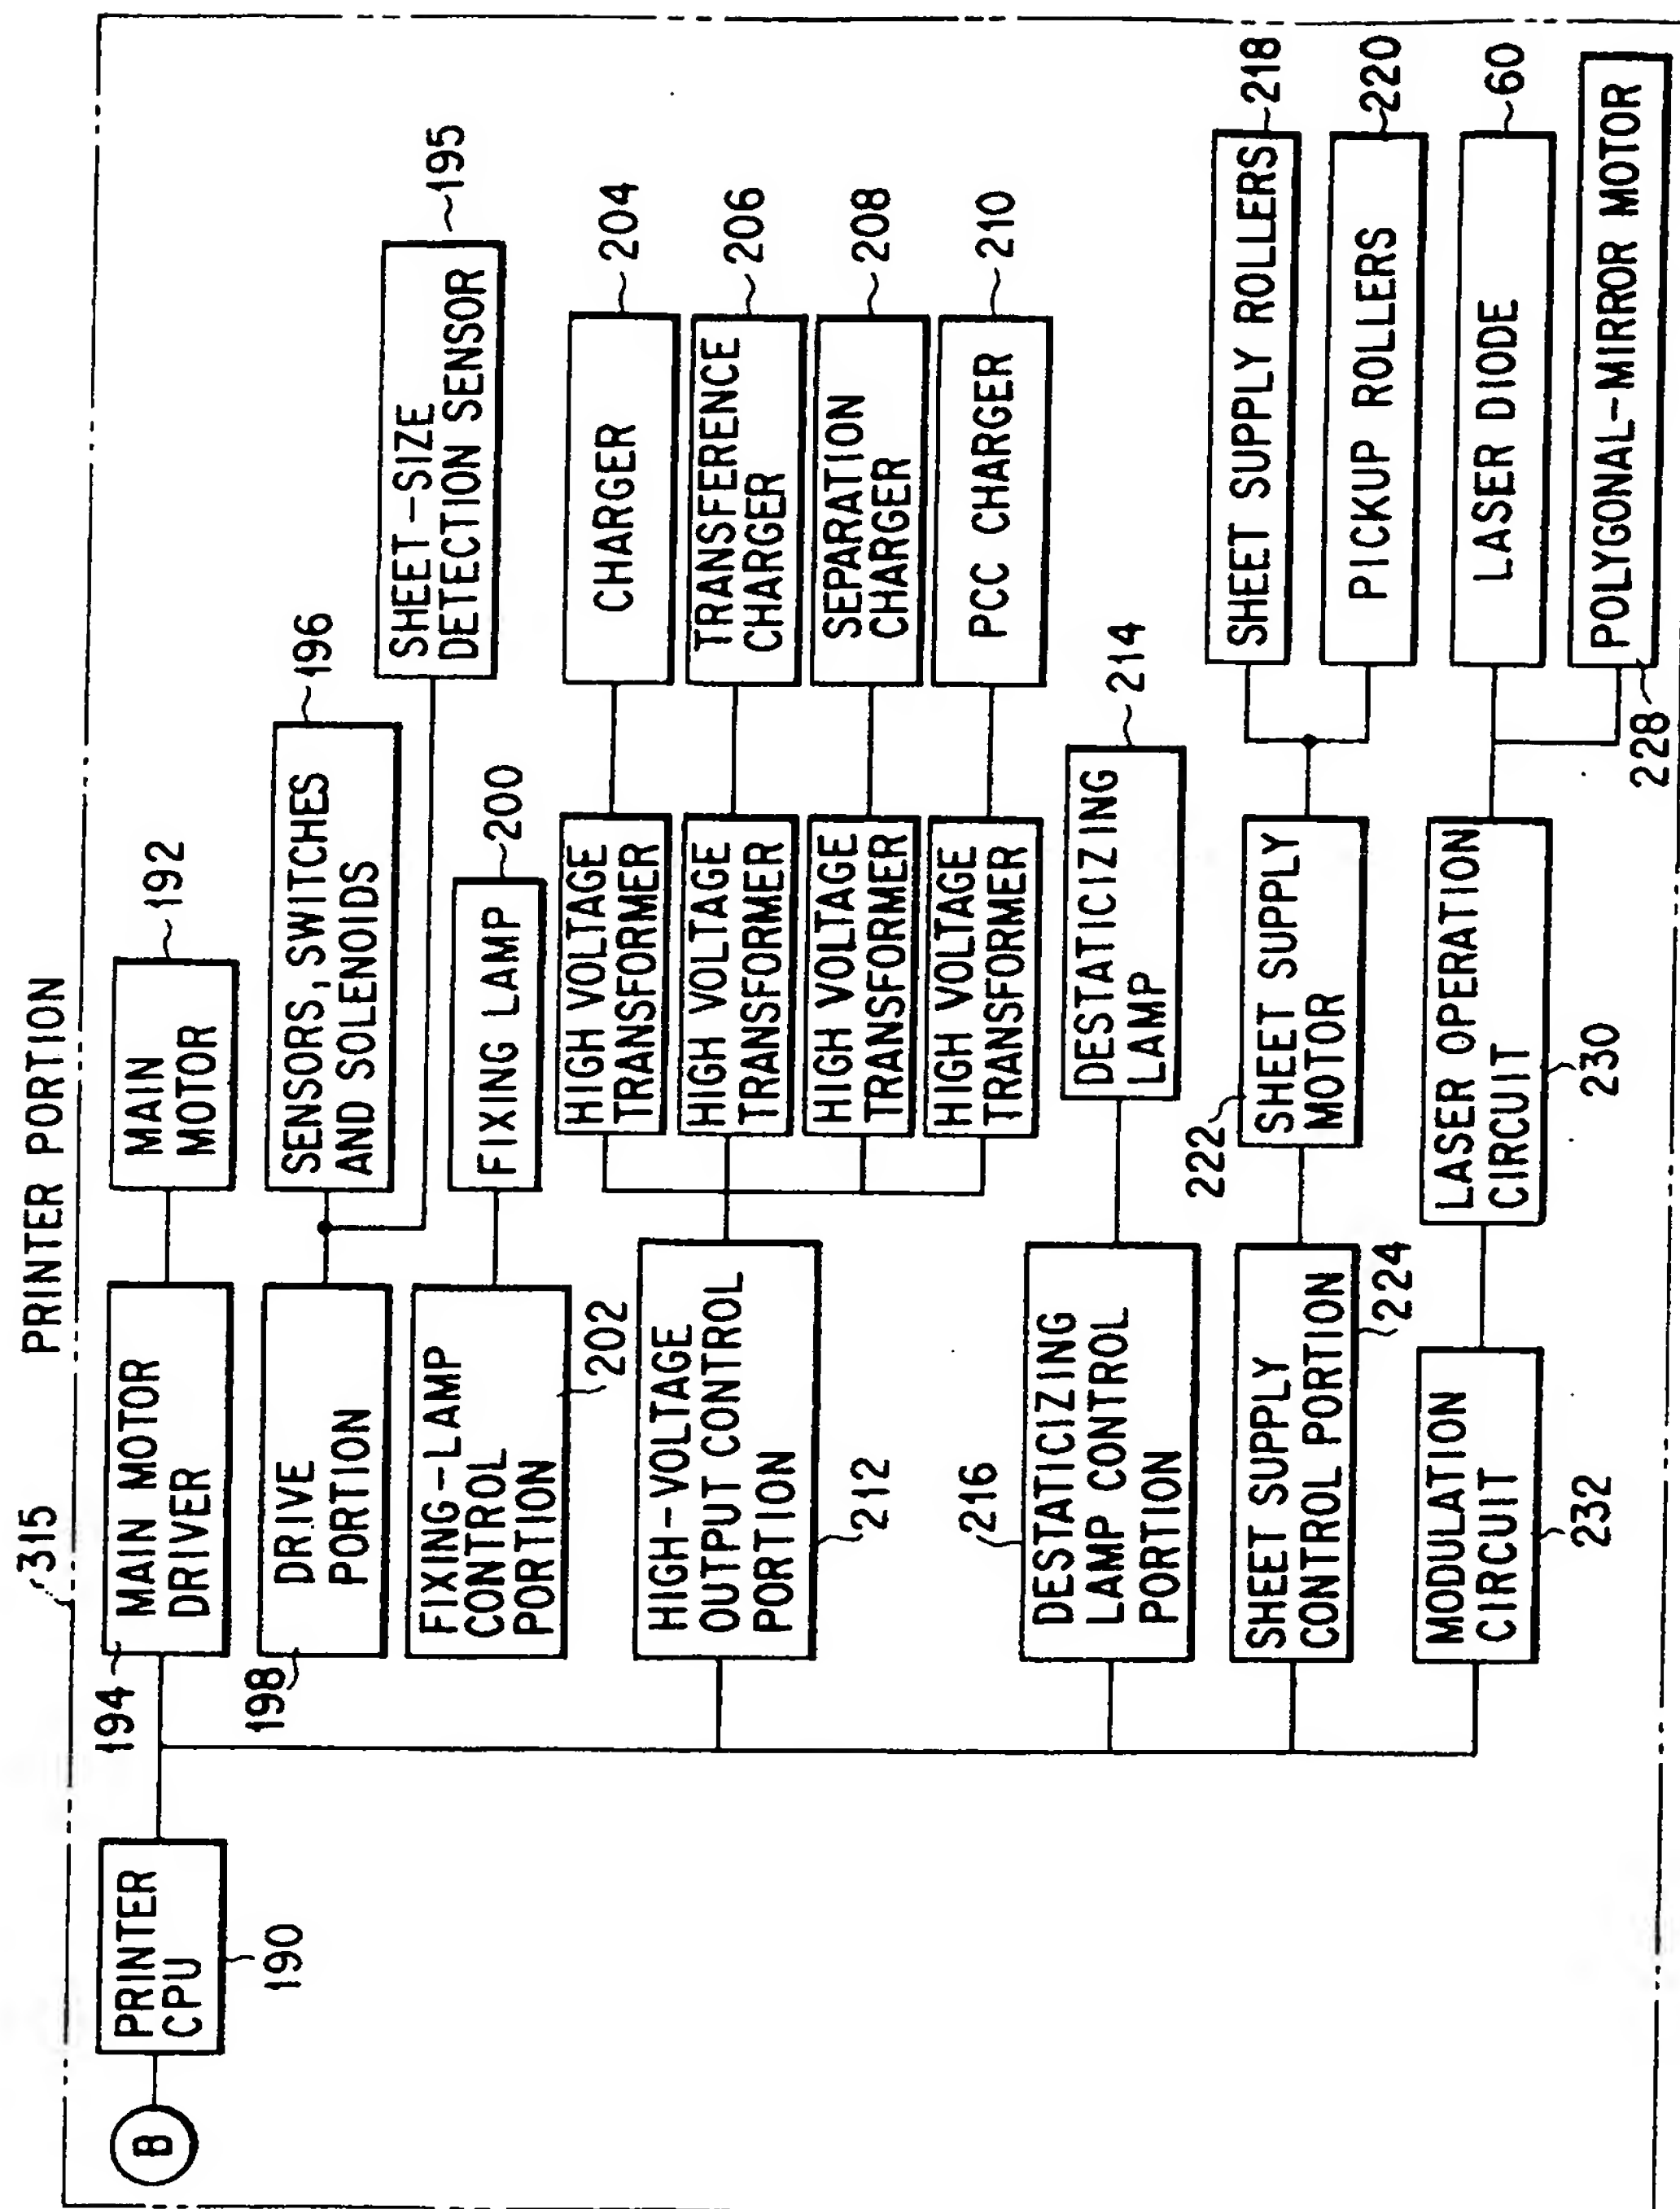 PRINTER PORTION
315
B
PRINTER
CPU
190
194
MAIN MOTOR
DRIVER
MAIN
MOTOR
192
198
DRIVE
PORTION
SENSORS, SWITCHES
AND SOLENOIDS
196
SHEET-SIZE
DETECTION SENSOR
195
FIXING-LAMP
CONTROL
PORTION
202
FIXING LAMP
200
HIGH-VOLTAGE
OUTPUT CONTROL
PORTION
212
HIGH VOLTAGE
TRANSFORMER
CHARGER
204
HIGH VOLTAGE
TRANSFORMER
TRANSFERENCE
CHARGER
206
HIGH VOLTAGE
TRANSFORMER
SEPARATION
CHARGER
208
HIGH VOLTAGE
TRANSFORMER
PCC CHARGER
210
216
DESTATICIZING
LAMP CONTROL
PORTION
DESTATICIZING
LAMP
214
SHEET SUPPLY
CONTROL PORTION
224
222
SHEET SUPPLY
MOTOR
SHEET SUPPLY ROLLERS
218
PICKUP ROLLERS
220
MODULATION
CIRCUIT
232
LASER OPERATION
CIRCUIT
230
LASER DIODE
60
228
POLYGONAL-MIRROR MOTOR